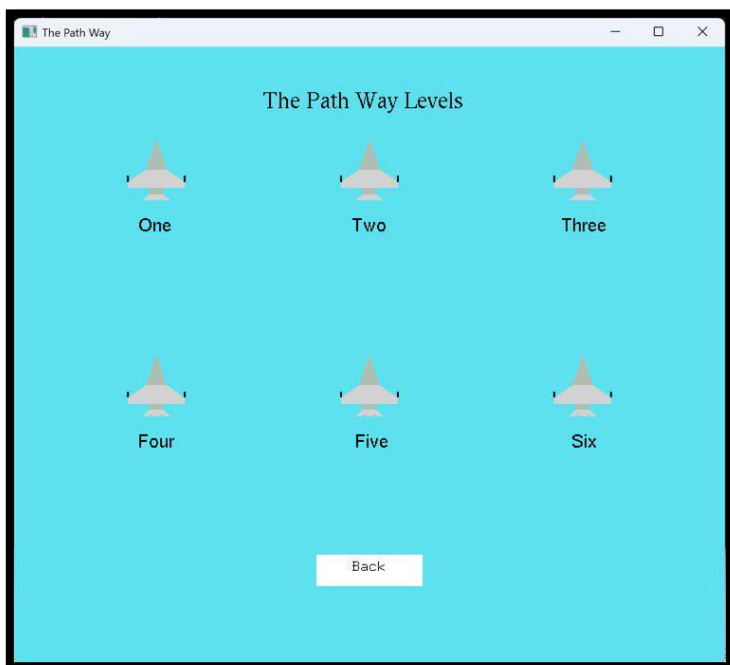 The Path Way
The Path Way Levels
One Two Three
Four Five Six
Back